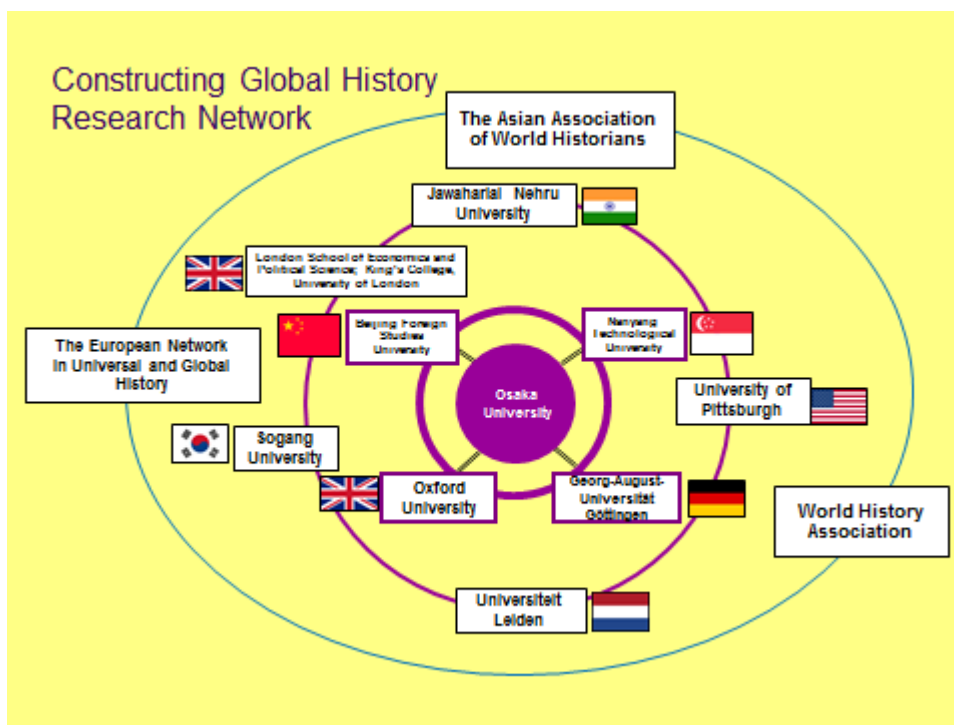 Constructing Global History
Research Network
The Asian Association
of World Historians
Jawaharlal Nehru
University
London School of Economics and
Political Science; King's College,
University of London
Beijing Foreign
Studies
University
Nanyang
Technological
University
The European Network
in Universal and Global
History
Osaka
University
University of
Pittsburgh
Sogang
University
Oxford
University
Georg-August-
Universität
Göttingen
World History
Association
Universiteit
Leiden